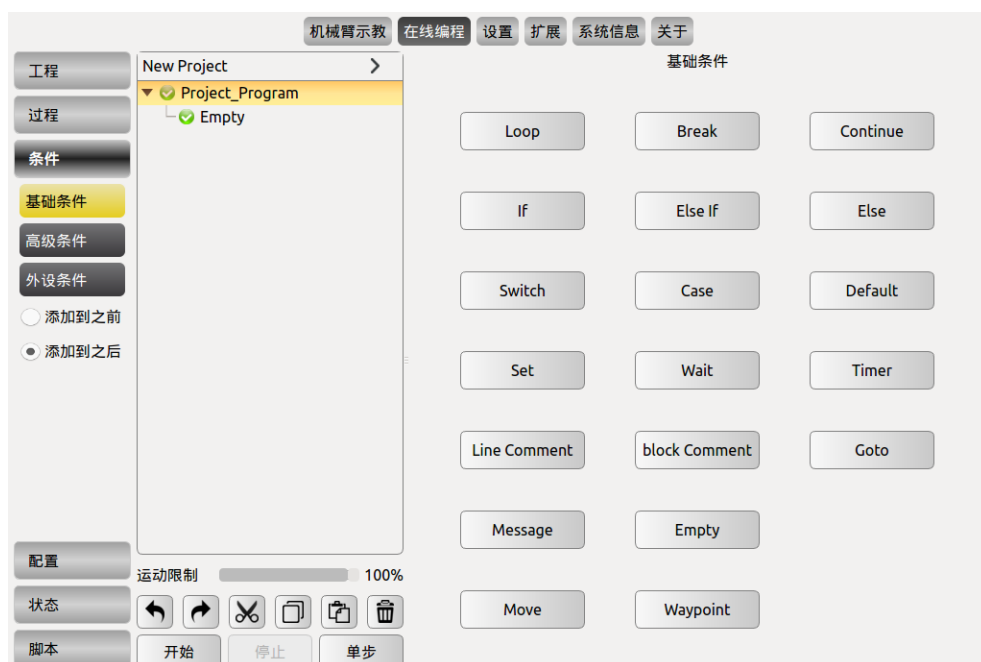 机械臂示教 在线编程 设置 扩展 系统信息 关于
工程
过程
条件
基础条件
高级条件
外设条件
添加到之前
添加到之后
配置
状态
脚本
New Project
Project_Program
Empty
运动限制 100%
开始 停止 单步
基础条件
Loop Break Continue
If Else If Else
Switch Case Default
Set Wait Timer
Line Comment block Comment Goto
Message Empty
Move Waypoint